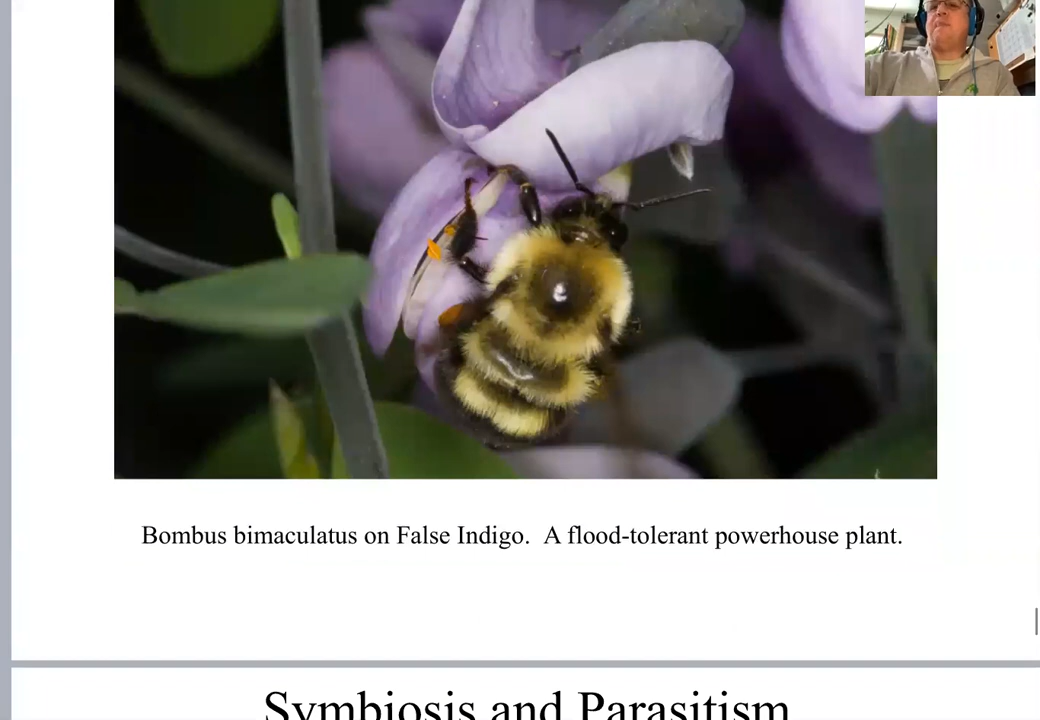 Bombus bimaculatus on False Indigo.  A flood-tolerant powerhouse plant.
Symbiosis and Parasitism